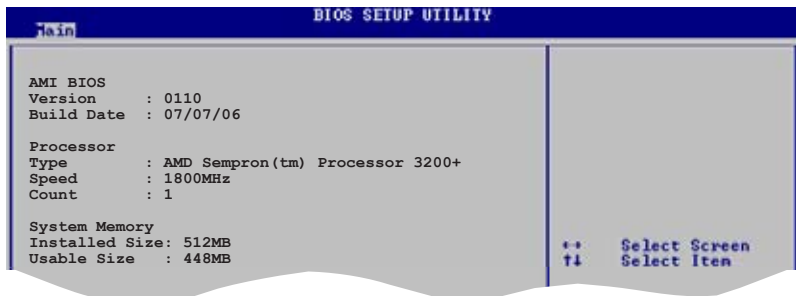 BIOS SETUP UTILITY
Main
AMI BIOS
Version : 0110
Build Date : 07/07/06
Processor
Type : AMD Sempron(tm) Processor 3200+
Speed : 1800MHz
Count : 1
System Memory
Installed Size: 512MB
Usable Size : 448MB
↔ Select Screen
↑↓ Select Item